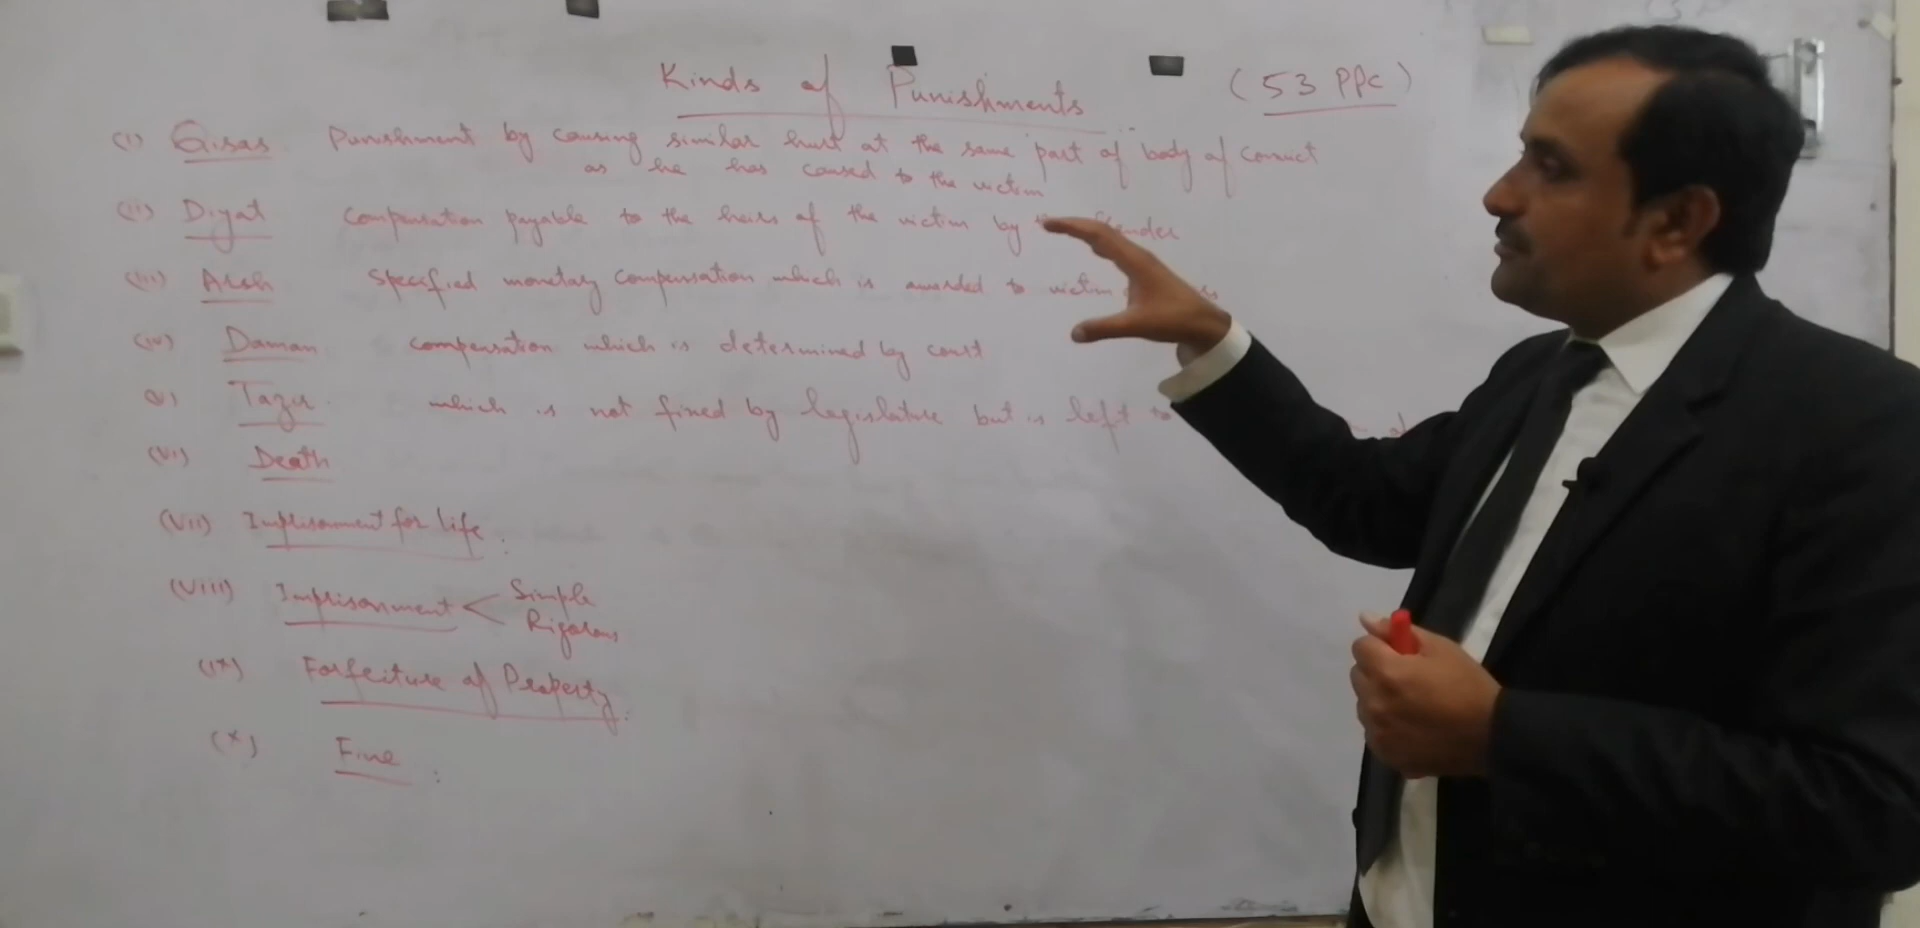 Kinds of Punishments (53 PPC)
(i) Qisas Punishment by causing similar hurt at the same part of body of convict
as he has caused to the victim
(ii) Diyat Compensation payable to the heirs of the victim by
(iii) Arsh Specified monetary compensation which is awarded to victim
(iv) Daman compensation which is determined by court
(v) Tazir which is not fixed by legislature but is left to
(vi) Death
(vii) Imprisonment for life.
(viii) Imprisonment < Simple
Rigorous
(ix) Forfeiture of Property.
(x) Fine.